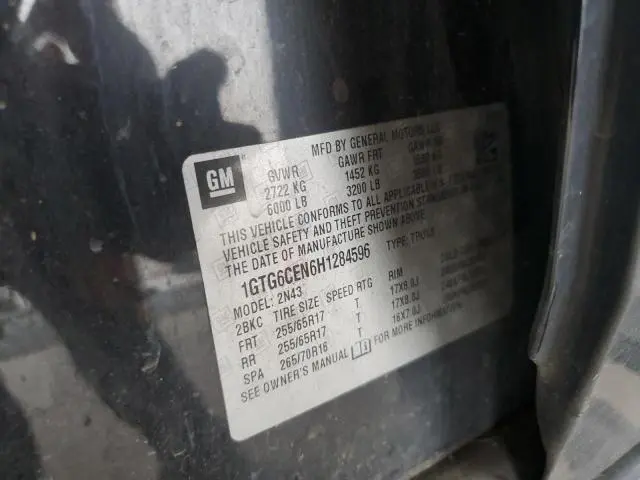 GM
MFD BY GENERAL MOTORS LLC
GVWR GAWR FRT GAWR RR
2722 KG 1452 KG
6000 LB 3200 LB
THIS VEHICLE CONFORMS TO ALL APPLICABLE
VEHICLE SAFETY AND THEFT PREVENTION
THE DATE OF MANUFACTURE SHOWN ABOVE
1GTG6CEN6H1284596 TYPE: TRUCK
MODEL: 2N43
2BKC TIRE SIZE SPEED RTG RIM
FRT 255/65R17 T 17X8.0J
RR 255/65R17 T 17X8.0J
SPA 265/70R16 T 16X7.0J
SEE OWNER'S MANUAL FOR MORE INFORMATION.